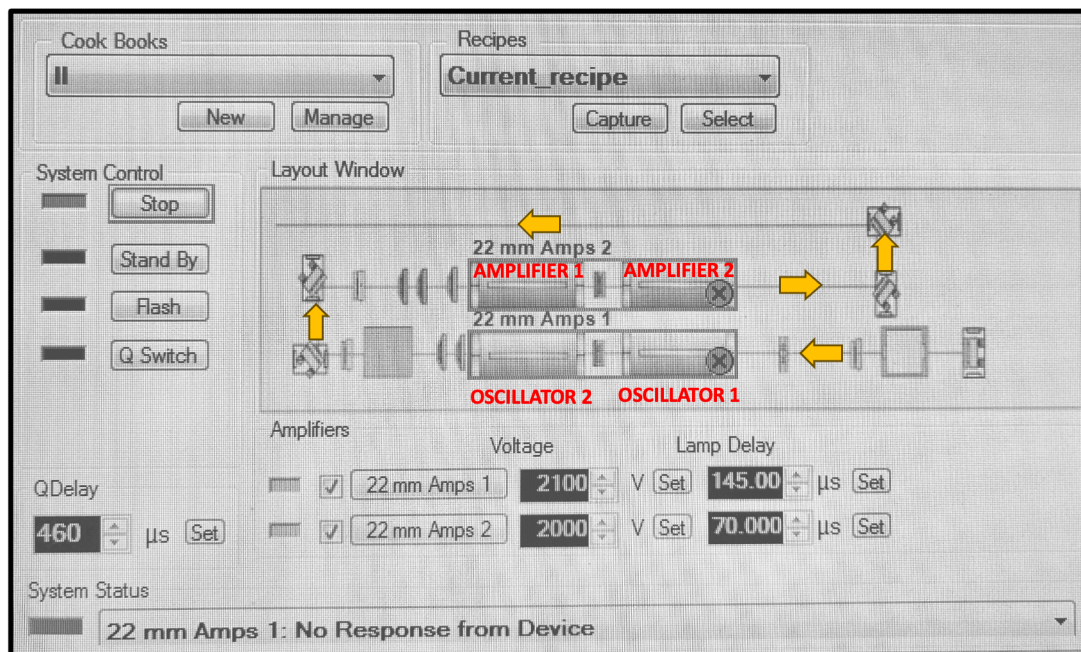 Cook Books
Recipes
II
Current_recipe
New
Manage
Capture
Select
System Control
Layout Window
Stop
Stand By
Flash
Q Switch
22 mm Amps 2
AMPLIFIER 1
AMPLIFIER 2
22 mm Amps 1
OSCILLATOR 2
OSCILLATOR 1
Amplifiers
Voltage
Lamp Delay
22 mm Amps 1
2100
V
Set
145.00
µs
Set
22 mm Amps 2
2000
V
Set
70.000
µs
Set
QDelay
460
µs
Set
System Status
22 mm Amps 1: No Response from Device